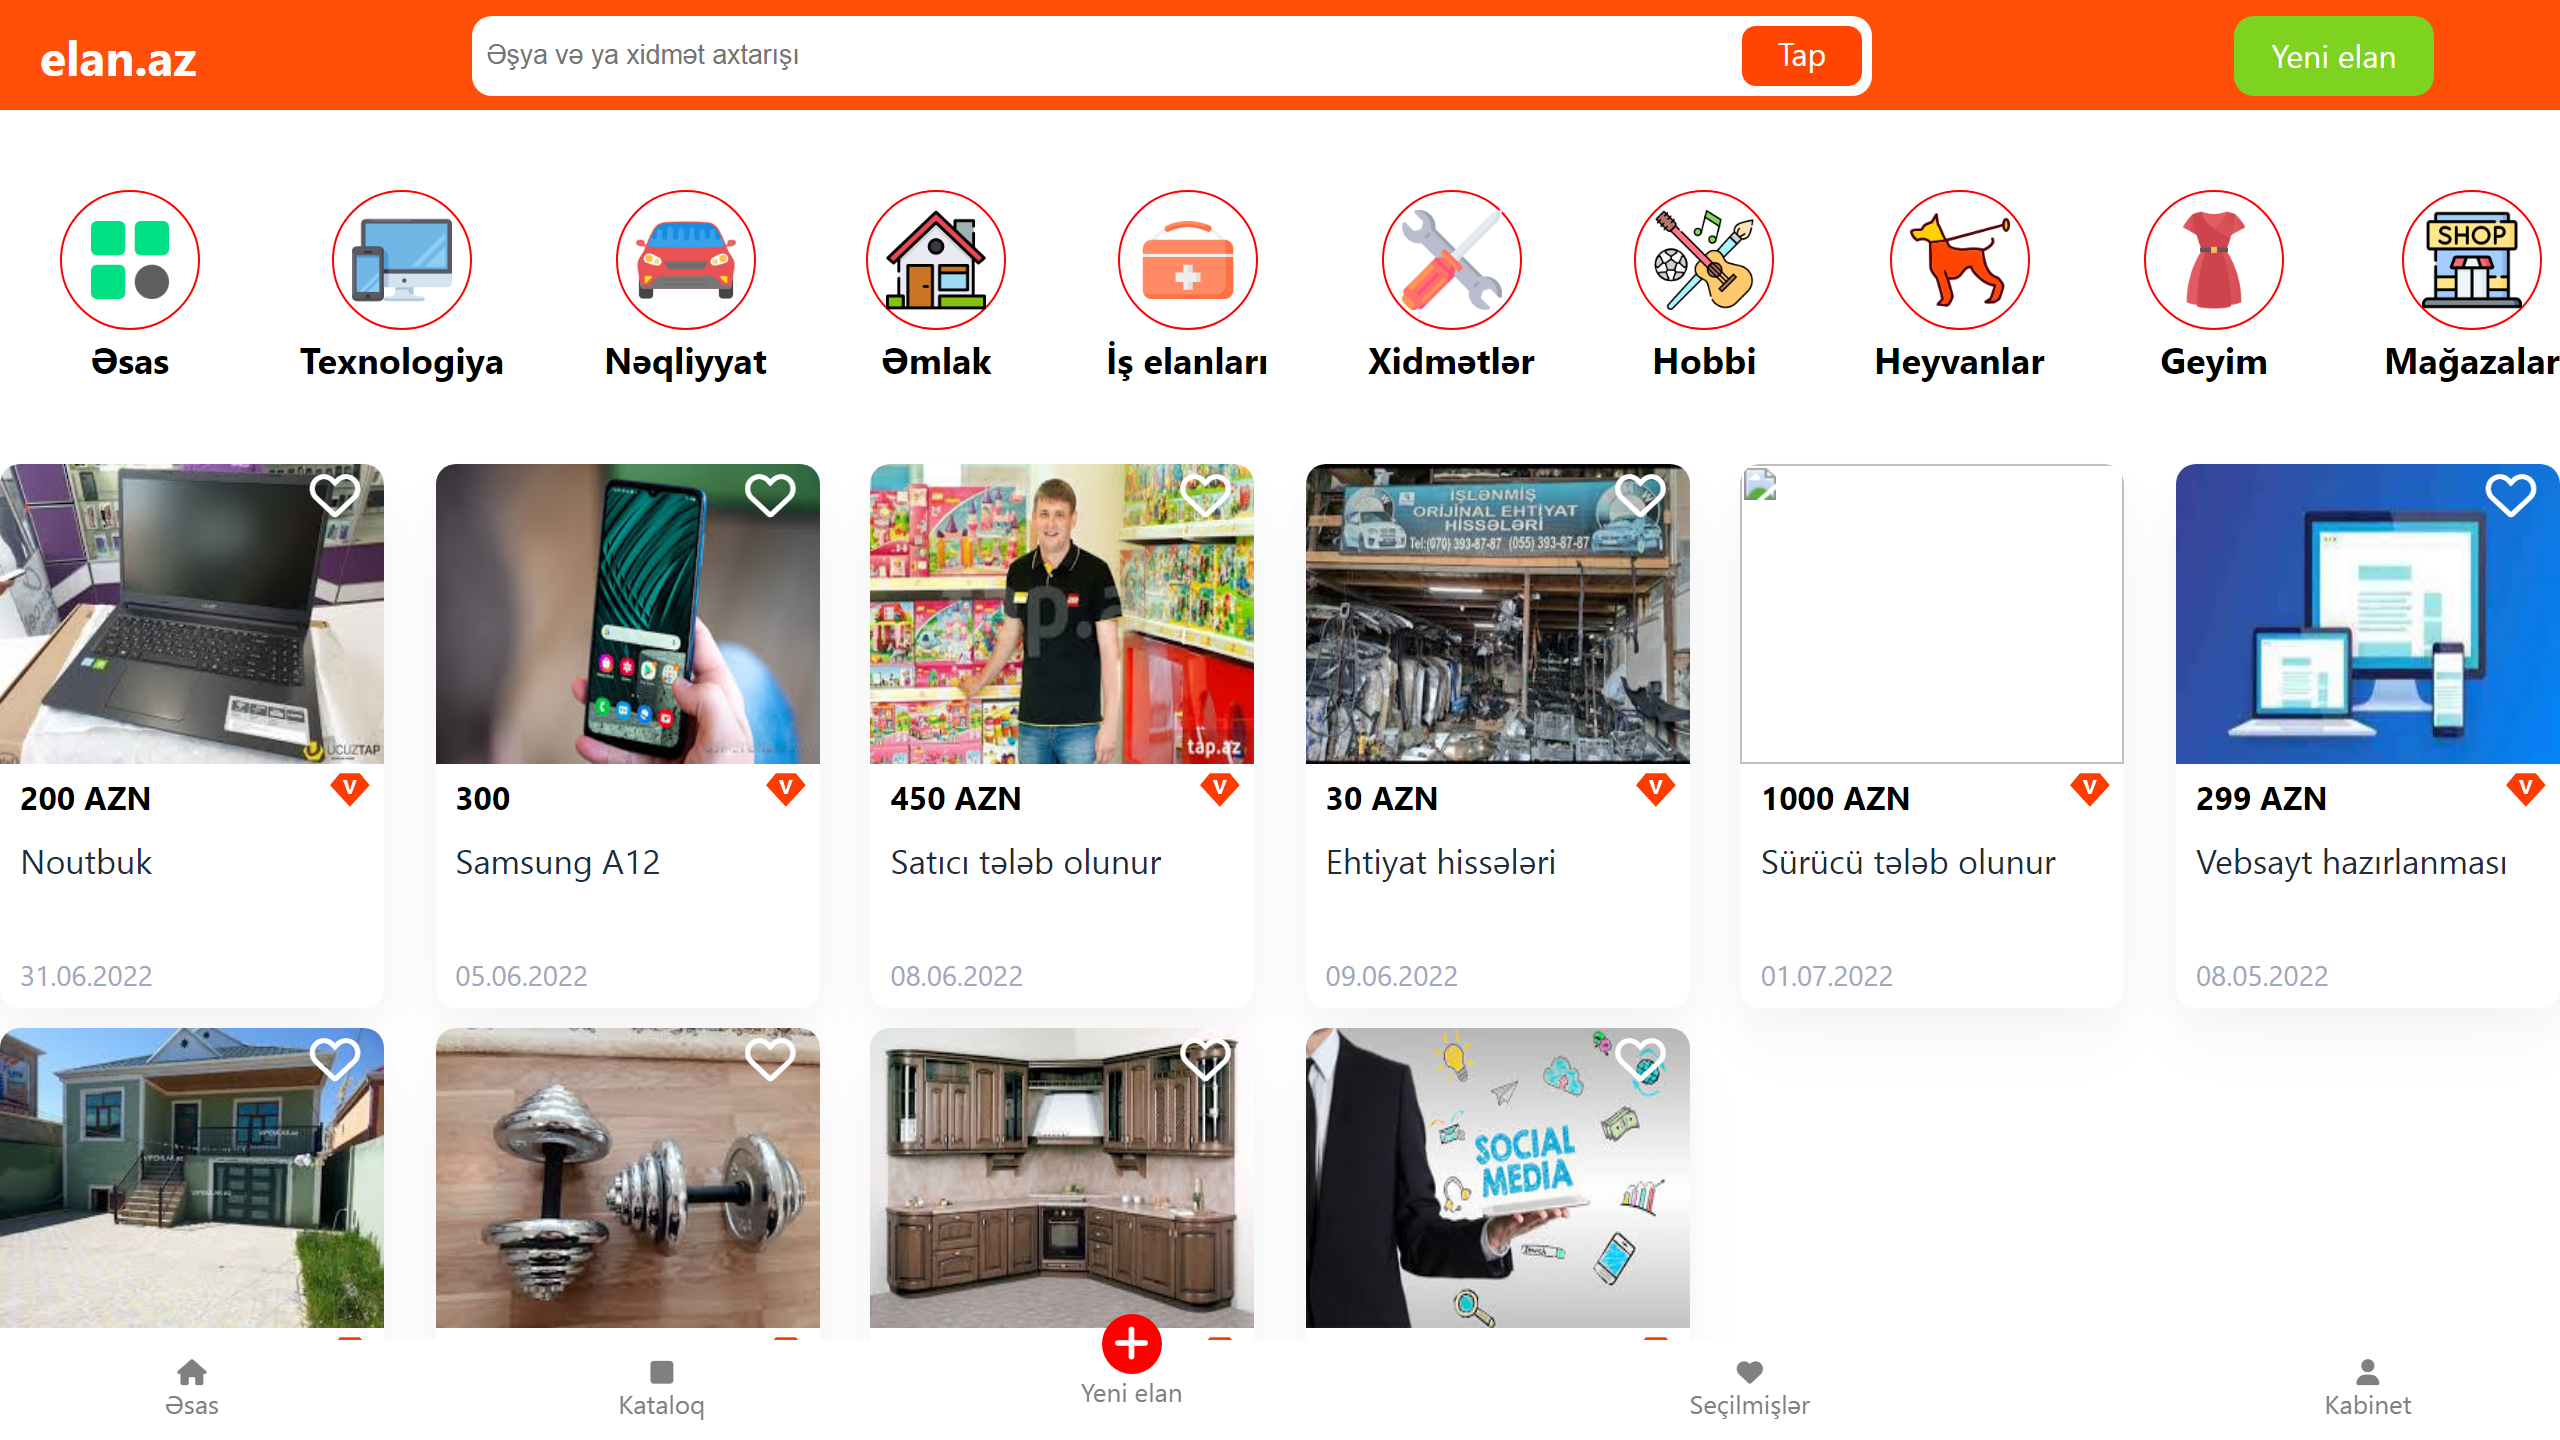 elan.az
Əşya və ya xidmət axtarışı
Tap
Yeni elan
SHOP
Əsas
Texnologiya
Nəqliyyat
Əmlak
İş elanları
Xidmətlər
Hobbi
Heyvanlar
Geyim
Mağazalar
İŞLƏNMİŞ
ORİJİNAL EHTİYAT
HİSSƏLƏRİ
Tel:(070) 393-87-87 (055) 393-87-87
UCUZTAP
tap.az
200 AZN
V
300
V
450 AZN
V
30 AZN
V
1000 AZN
V
299 AZN
V
Noutbuk
Samsung A12
Satıcı tələb olunur
Ehtiyat hissələri
Sürücü tələb olunur
Vebsayt hazırlanması
31.06.2022
05.06.2022
08.06.2022
09.06.2022
01.07.2022
08.05.2022
SOCIAL
MEDIA
Əsas
Kataloq
Yeni elan
Seçilmişlər
Kabinet